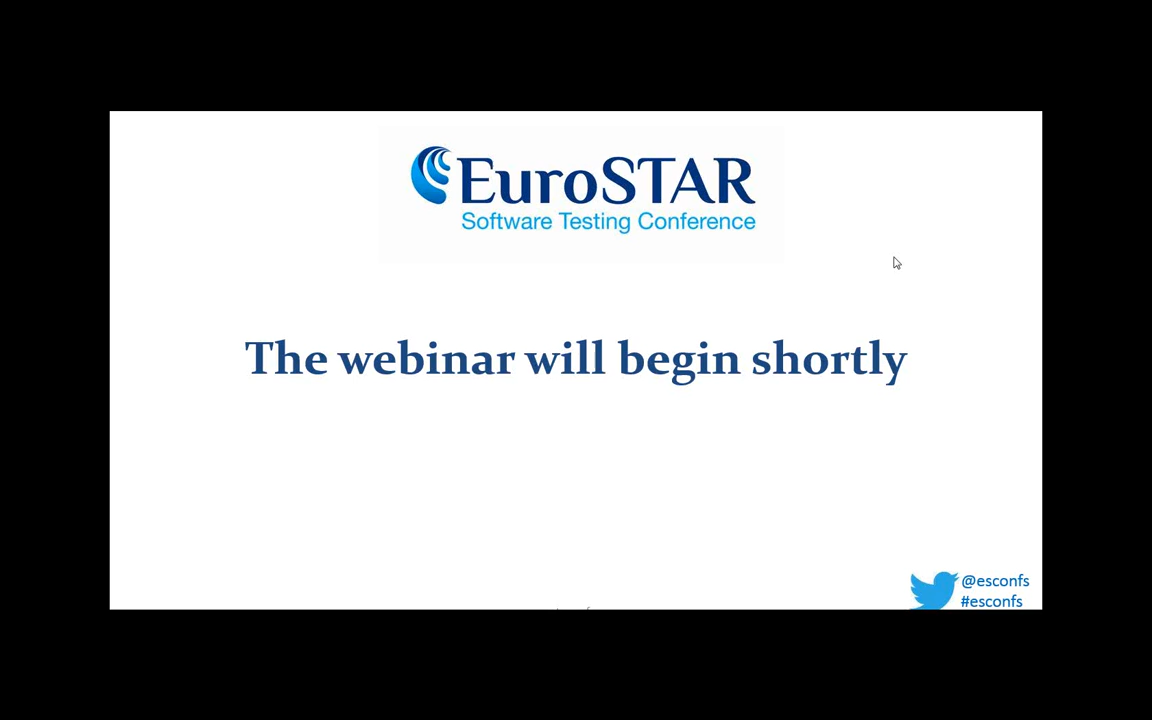 EuroSTAR
Software Testing Conference
The webinar will begin shortly
@esconfs
#esconfs